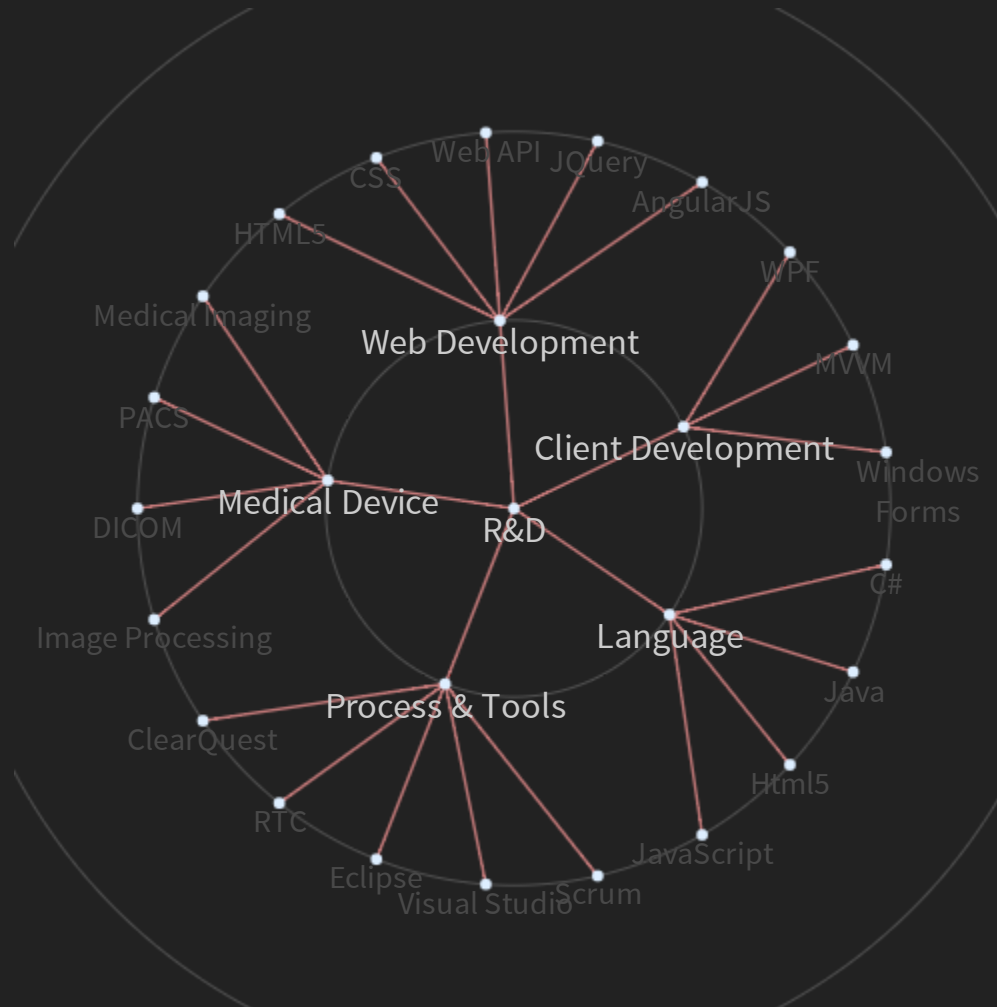 Web API
JQuery
CSS
AngularJS
HTML5
WPF
Medical Imaging
Web Development
MVVM
PACS
Client Development
Windows
Forms
Medical Device
DICOM
R&D
C#
Image Processing
Language
Java
Process & Tools
ClearQuest
Html5
RTC
JavaScript
Eclipse
Visual Studio
Scrum